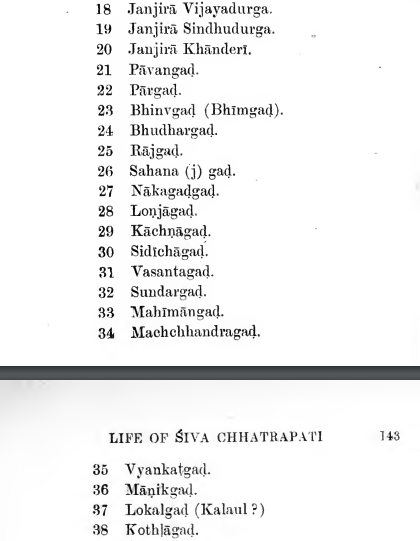 18 Janjirā Vijayadurga.
19 Janjirā Sindhudurga.
20 Janjirā Khānderī.
21 Pāvangaḍ.
22 Pārgaḍ.
23 Bhinvgaḍ (Bhīmgaḍ).
24 Bhudhargaḍ.
25 Rājgaḍ.
26 Sahana (j) gaḍ.
27 Nākagaḍgaḍ.
28 Loṇjāgaḍ.
29 Kāchṇāgaḍ.
30 Sidīchāgaḍ.
31 Vasantagaḍ.
32 Sundargaḍ.
33 Mahīmāngaḍ.
34 Machchhandragaḍ.
LIFE OF ŚIVA CHHATRAPATI 143
35 Vyankaṭgaḍ.
36 Māṇikgaḍ.
37 Lokalgaḍ (Kalaul ?)
38 Kothḷāgaḍ.